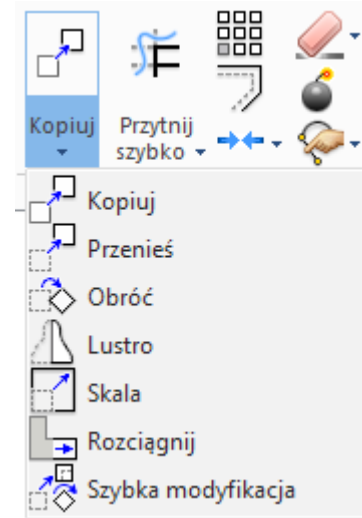 Kopiuj
Przytnij
szybko
Kopiuj
Przenieś
Obróć
Lustro
Skala
Rozciągnij
Szybka modyfikacja